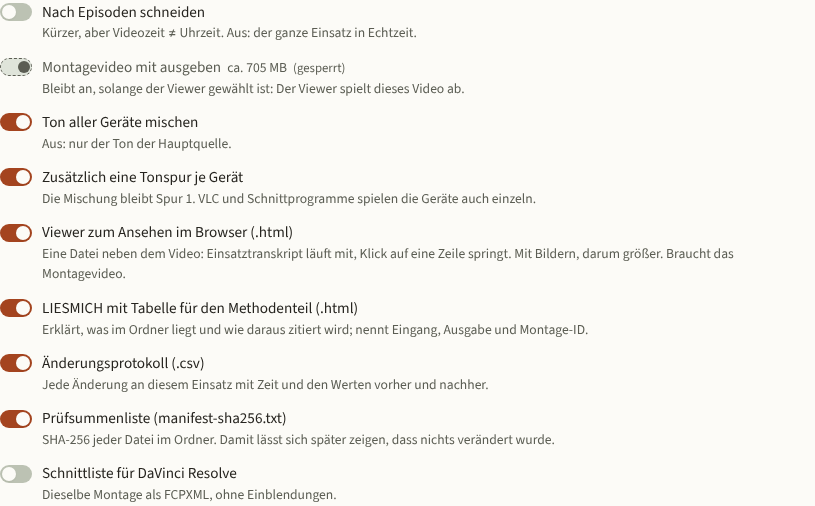 Nach Episoden schneiden
Kürzer, aber Videozeit ≠ Uhrzeit. Aus: der ganze Einsatz in Echtzeit.
Montagevideo mit ausgeben ca. 705 MB (gesperrt)
Bleibt an, solange der Viewer gewählt ist: Der Viewer spielt dieses Video ab.
Ton aller Geräte mischen
Aus: nur der Ton der Hauptquelle.
Zusätzlich eine Tonspur je Gerät
Die Mischung bleibt Spur 1. VLC und Schnittprogramme spielen die Geräte auch einzeln.
Viewer zum Ansehen im Browser (.html)
Eine Datei neben dem Video: Einsatztranskript läuft mit, Klick auf eine Zeile springt. Mit Bildern, darum größer. Braucht das
Montagevideo.
LIESMICH mit Tabelle für den Methodenteil (.html)
Erklärt, was im Ordner liegt und wie daraus zitiert wird; nennt Eingang, Ausgabe und Montage-ID.
Änderungsprotokoll (.csv)
Jede Änderung an diesem Einsatz mit Zeit und den Werten vorher und nachher.
Prüfsummenliste (manifest-sha256.txt)
SHA-256 jeder Datei im Ordner. Damit lässt sich später zeigen, dass nichts verändert wurde.
Schnittliste für DaVinci Resolve
Dieselbe Montage als FCPXML, ohne Einblendungen.